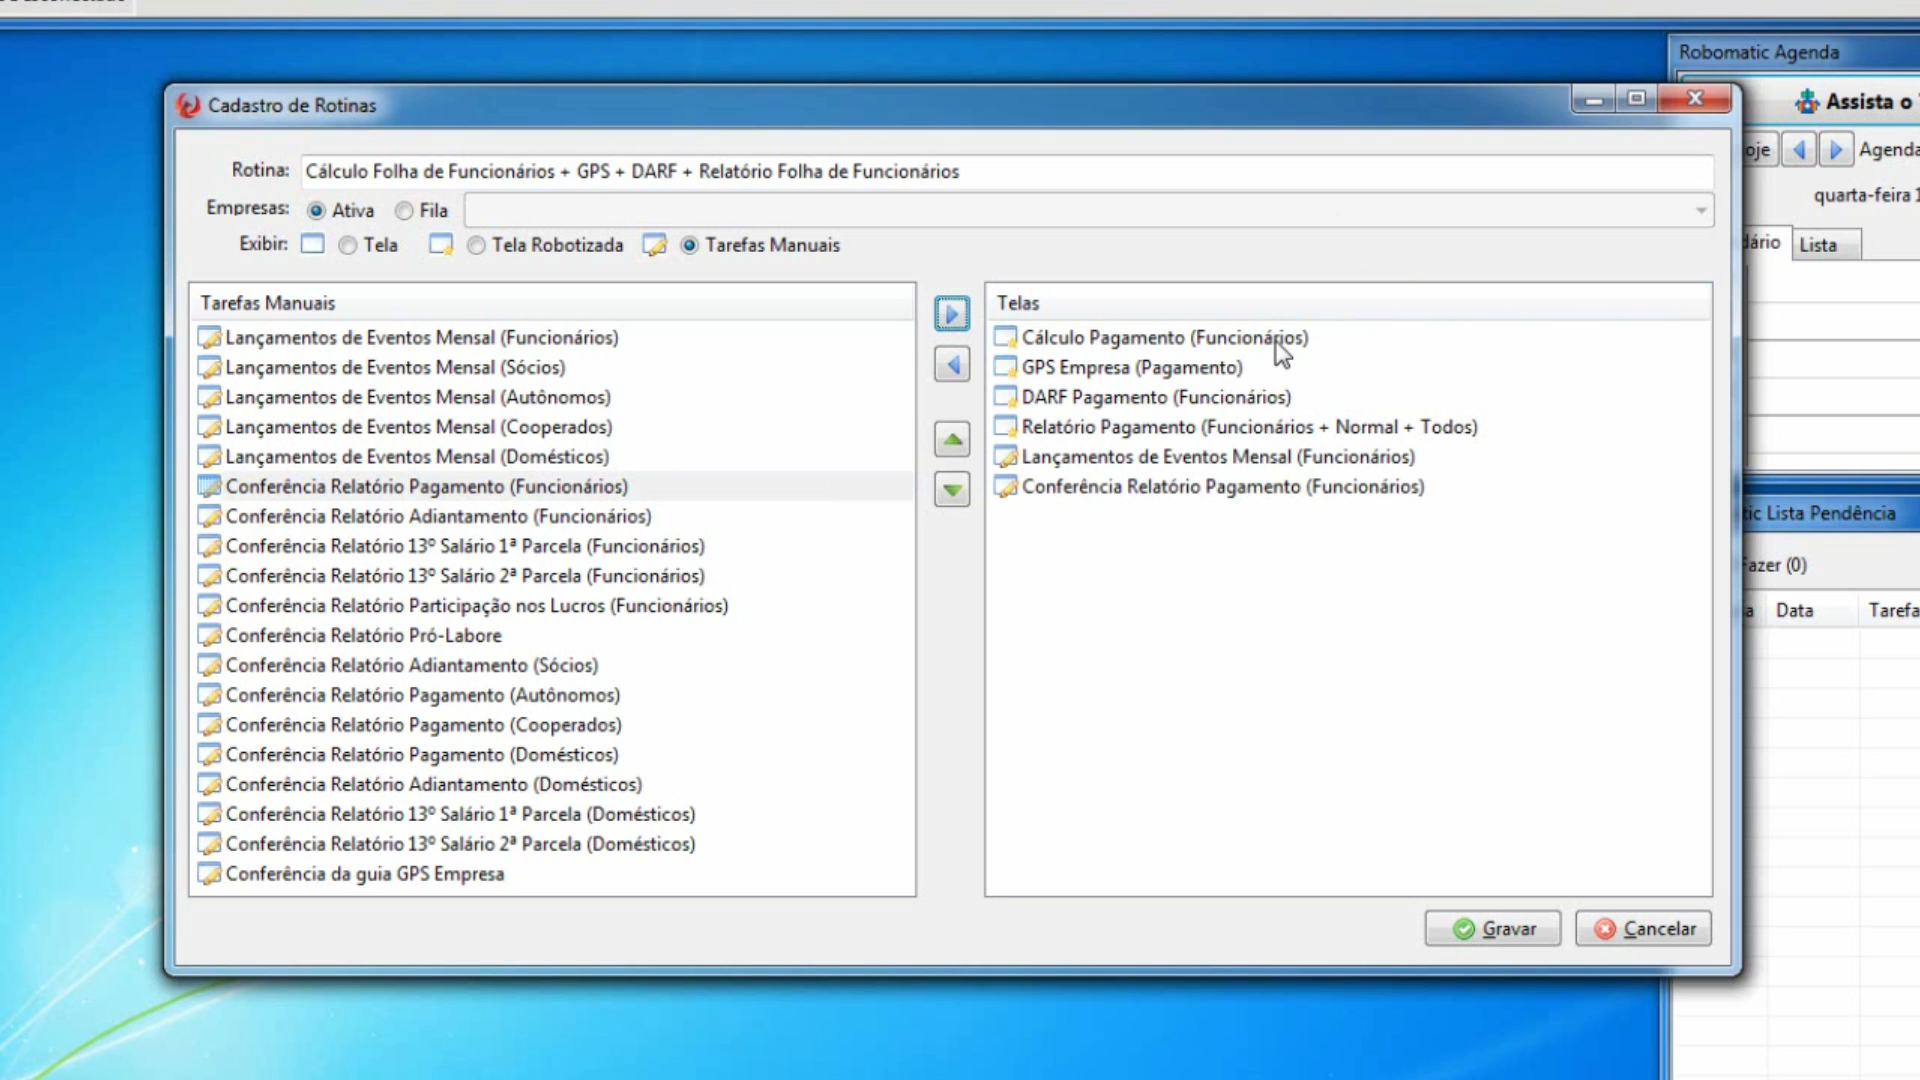 Robomatic Agenda
Cadastro de Rotinas
Assista o
Rotina: Cálculo Folha de Funcionários + GPS + DARF + Relatório Folha de Funcionários
oje Agenda
Empresas: Ativa Fila
quarta-feira 1
Exibir: Tela Tela Robotizada Tarefas Manuais
dário Lista
Tarefas Manuais
Lançamentos de Eventos Mensal (Funcionários)
Lançamentos de Eventos Mensal (Sócios)
Lançamentos de Eventos Mensal (Autônomos)
Lançamentos de Eventos Mensal (Cooperados)
Lançamentos de Eventos Mensal (Domésticos)
Conferência Relatório Pagamento (Funcionários)
Conferência Relatório Adiantamento (Funcionários)
Conferência Relatório 13º Salário 1ª Parcela (Funcionários)
Conferência Relatório 13º Salário 2ª Parcela (Funcionários)
Conferência Relatório Participação nos Lucros (Funcionários)
Conferência Relatório Pró-Labore
Conferência Relatório Adiantamento (Sócios)
Conferência Relatório Pagamento (Autônomos)
Conferência Relatório Pagamento (Cooperados)
Conferência Relatório Pagamento (Domésticos)
Conferência Relatório Adiantamento (Domésticos)
Conferência Relatório 13º Salário 1ª Parcela (Domésticos)
Conferência Relatório 13º Salário 2ª Parcela (Domésticos)
Conferência da guia GPS Empresa
Telas
Cálculo Pagamento (Funcionários)
GPS Empresa (Pagamento)
DARF Pagamento (Funcionários)
Relatório Pagamento (Funcionários + Normal + Todos)
Lançamentos de Eventos Mensal (Funcionários)
Conferência Relatório Pagamento (Funcionários)
tic Lista Pendência
Fazer (0)
a Data Tarefa
Gravar Cancelar